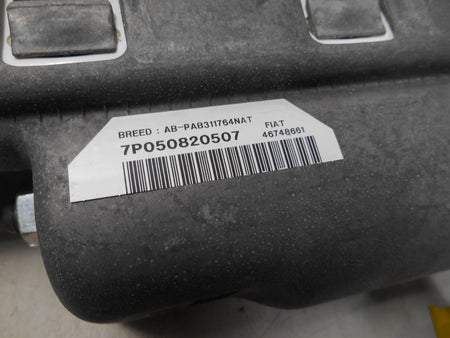 BREED : AB-PAB311764NAT FIAT
7P050820507 46748661